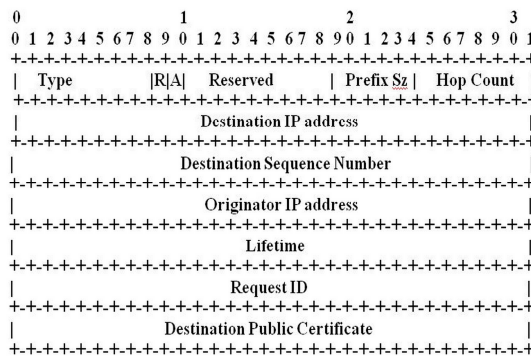 0 1 2 3
0 1 2 3 4 5 6 7 8 9 0 1 2 3 4 5 6 7 8 9 0 1 2 3 4 5 6 7 8 9 0 1
+-+-+-+-+-+-+-+-+-+-+-+-+-+-+-+-+-+-+-+-+-+-+-+-+-+-+-+-+-+-+-+-+
| Type |R|A| Reserved | Prefix Sz | Hop Count
+-+-+-+-+-+-+-+-+-+-+-+-+-+-+-+-+-+-+-+-+-+-+-+-+-+-+-+-+-+-+-+-+
| Destination IP address |
+-+-+-+-+-+-+-+-+-+-+-+-+-+-+-+-+-+-+-+-+-+-+-+-+-+-+-+-+-+-+-+-+
| Destination Sequence Number |
+-+-+-+-+-+-+-+-+-+-+-+-+-+-+-+-+-+-+-+-+-+-+-+-+-+-+-+-+-+-+-+-+
| Originator IP address |
+-+-+-+-+-+-+-+-+-+-+-+-+-+-+-+-+-+-+-+-+-+-+-+-+-+-+-+-+-+-+-+-+
| Lifetime |
+-+-+-+-+-+-+-+-+-+-+-+-+-+-+-+-+-+-+-+-+-+-+-+-+-+-+-+-+-+-+-+-+
| Request ID |
+-+-+-+-+-+-+-+-+-+-+-+-+-+-+-+-+-+-+-+-+-+-+-+-+-+-+-+-+-+-+-+-+
| Destination Public Certificate |
+-+-+-+-+-+-+-+-+-+-+-+-+-+-+-+-+-+-+-+-+-+-+-+-+-+-+-+-+-+-+-+-+